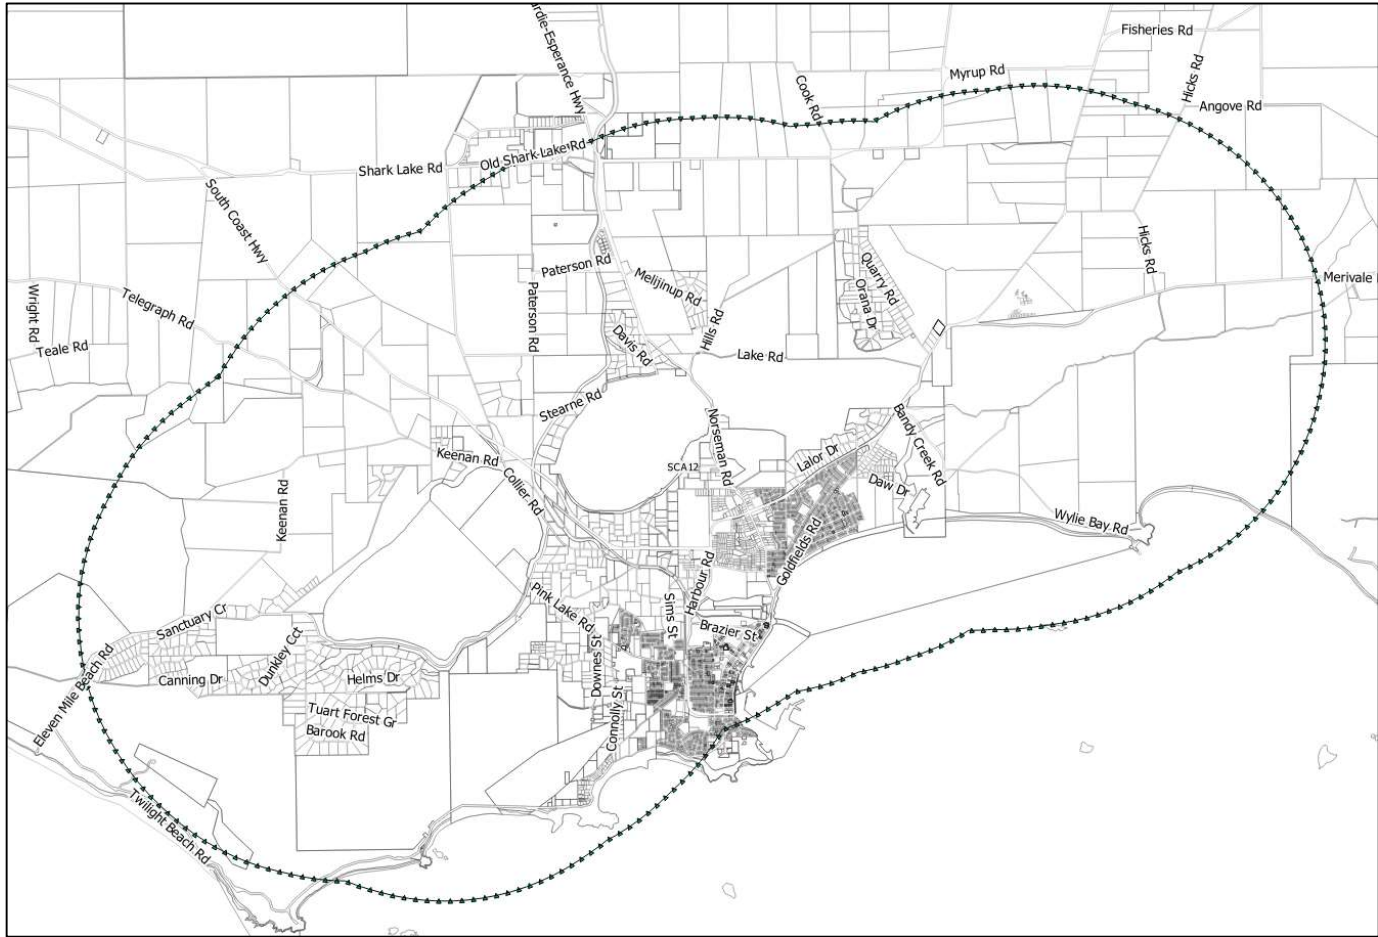 Fisheries Rd
rdie-Esperance Hwy
Myrup Rd
Hicks Rd
Cook Rd
Angove Rd
Old Shark Lake Rd
Shark Lake Rd
South Coast Hwy
Hicks Rd
Paterson Rd
Quarry Rd
Melijinup Rd
Merivale
Orana Dr
Wright Rd
Telegraph Rd
Paterson Rd
Hills Rd
Davis Rd
Teale Rd
Lake Rd
Stearne Rd
Norseman Rd
Bandy Creek Rd
Keenan Rd
Lalor Dr
SCA12
Collier Rd
Daw Dr
Keenan Rd
Wylie Bay Rd
Goldfields Rd
Harbour Rd
Pink Lake Rd
Sims St
Sanctuary Cr
Brazier St
Dunkley Cct
Downes St
Eleven Mile Beach Rd
Canning Dr
Helms Dr
Connolly St
Tuart Forest Gr
Barook Rd
Twilight Beach Rd